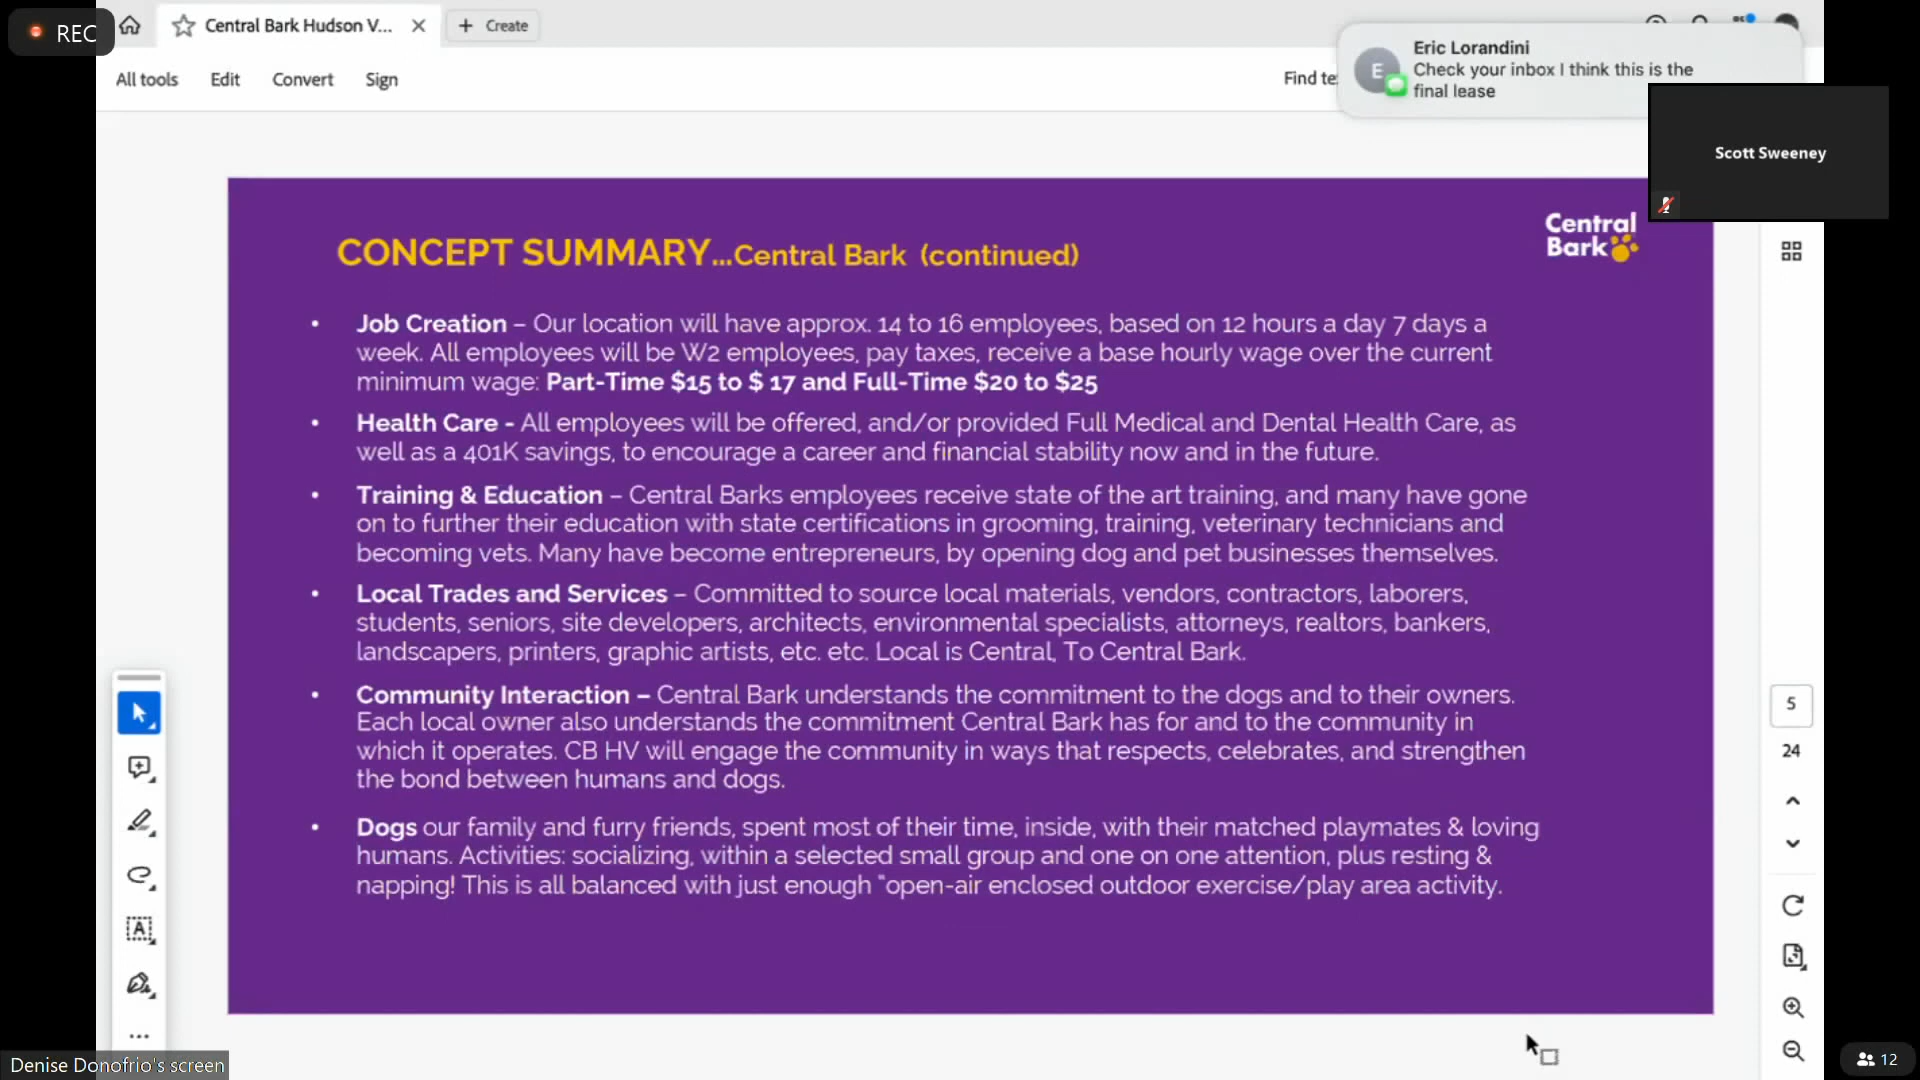 REC
Central Bark Hudson V...
Create
All tools
Edit
Convert
Sign
Find te
E
Eric Lorandini
Check your inbox I think this is the
final lease
Scott Sweeney
Central
Bark
CONCEPT SUMMARY...Central Bark (continued)
• Job Creation – Our location will have approx. 14 to 16 employees, based on 12 hours a day 7 days a
week. All employees will be W2 employees, pay taxes, receive a base hourly wage over the current
minimum wage: Part-Time $15 to $ 17 and Full-Time $20 to $25
• Health Care - All employees will be offered, and/or provided Full Medical and Dental Health Care, as
well as a 401K savings, to encourage a career and financial stability now and in the future.
• Training & Education – Central Barks employees receive state of the art training, and many have gone
on to further their education with state certifications in grooming, training, veterinary technicians and
becoming vets. Many have become entrepreneurs, by opening dog and pet businesses themselves.
• Local Trades and Services – Committed to source local materials, vendors, contractors, laborers,
students, seniors, site developers, architects, environmental specialists, attorneys, realtors, bankers,
landscapers, printers, graphic artists, etc. etc. Local is Central, To Central Bark.
• Community Interaction – Central Bark understands the commitment to the dogs and to their owners.
Each local owner also understands the commitment Central Bark has for and to the community in
which it operates. CB HV will engage the community in ways that respects, celebrates, and strengthen
the bond between humans and dogs.
• Dogs our family and furry friends, spent most of their time, inside, with their matched playmates & loving
humans. Activities: socializing, within a selected small group and one on one attention, plus resting &
napping! This is all balanced with just enough "open-air enclosed outdoor exercise/play area activity.
5
24
Denise Donofrio's screen
12